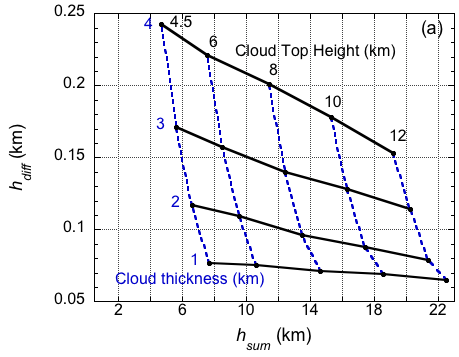 (a)
0.25
0.2
0.15
0.1
0.05
h_diff (km)
4
4.5
6
Cloud Top Height (km)
8
10
12
3
2
1
Cloud thickness (km)
2 6 10 14 18 22
h_sum (km)